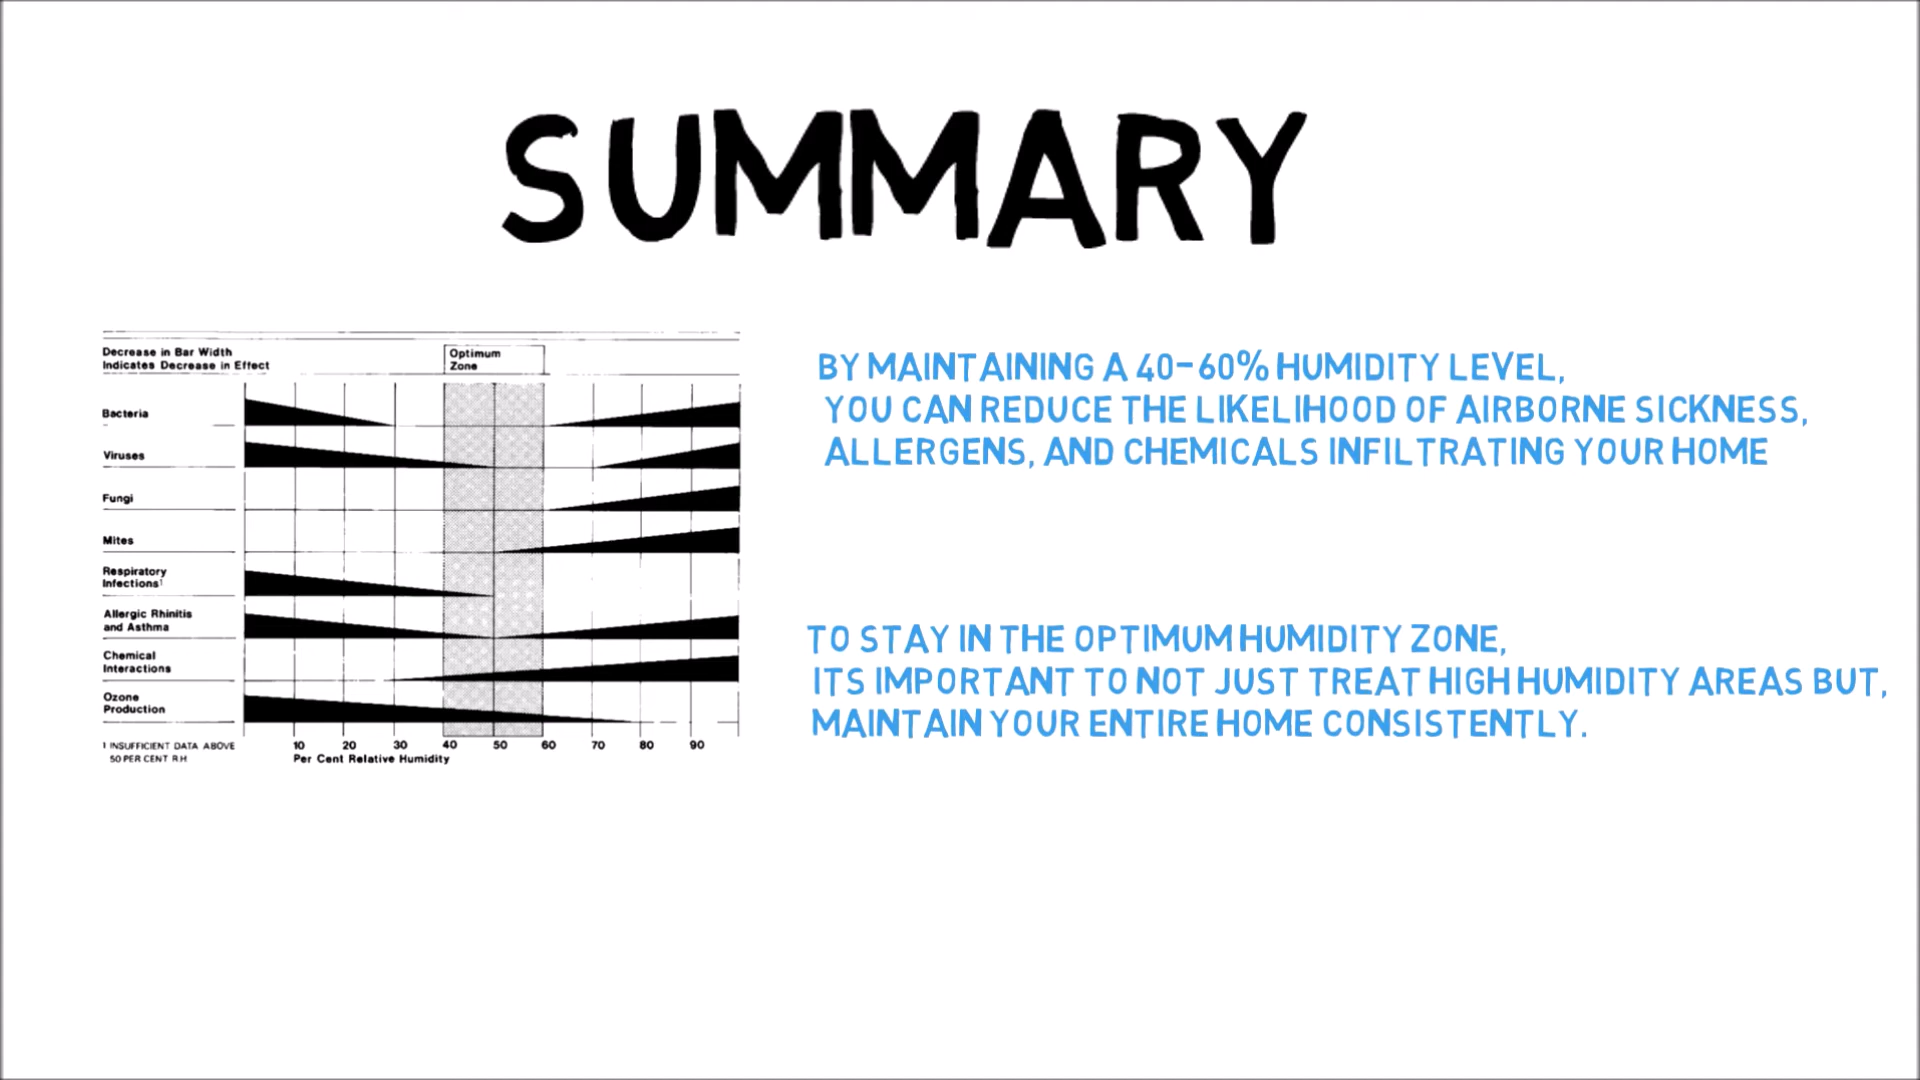 SUMMARY
Decrease in Bar Width
Indicates Decrease in Effect
Optimum
Zone
Bacteria
Viruses
Fungi
Mites
Respiratory
Infections¹
Allergic Rhinitis
and Asthma
Chemical
Interactions
Ozone
Production
1 INSUFFICIENT DATA ABOVE
50 PER CENT R H
10 20 30 40 50 60 70 80 90
Per Cent Relative Humidity
BY MAINTAINING A 40-60% HUMIDITY LEVEL,
YOU CAN REDUCE THE LIKELIHOOD OF AIRBORNE SICKNESS,
ALLERGENS, AND CHEMICALS INFILTRATING YOUR HOME
TO STAY IN THE OPTIMUM HUMIDITY ZONE,
ITS IMPORTANT TO NOT JUST TREAT HIGH HUMIDITY AREAS BUT,
MAINTAIN YOUR ENTIRE HOME CONSISTENTLY.